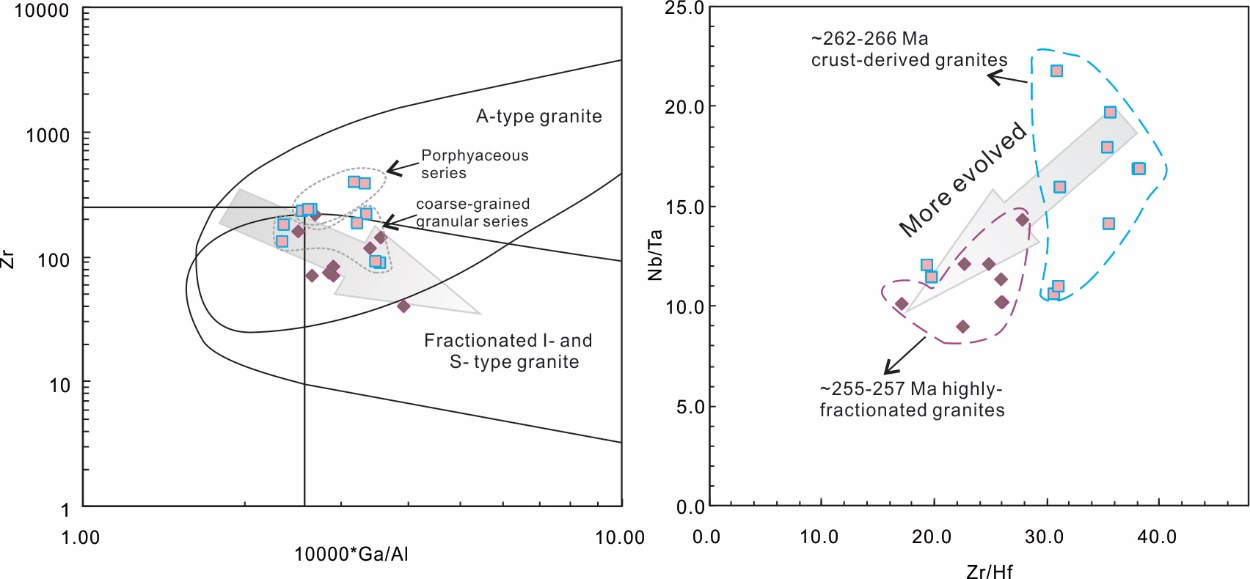 10000
1000
100
10
1
Zr
1.00
10.00
10000*Ga/Al
A-type granite
Porphyaceous
series
coarse-grained
granular series
Fractionated I- and
S- type granite
25.0
20.0
15.0
10.0
5.0
0.0
Nb/Ta
0.0
10.0
20.0
30.0
40.0
Zr/Hf
~262-266 Ma
crust-derived granites
More evolved
~255-257 Ma highly-
fractionated granites